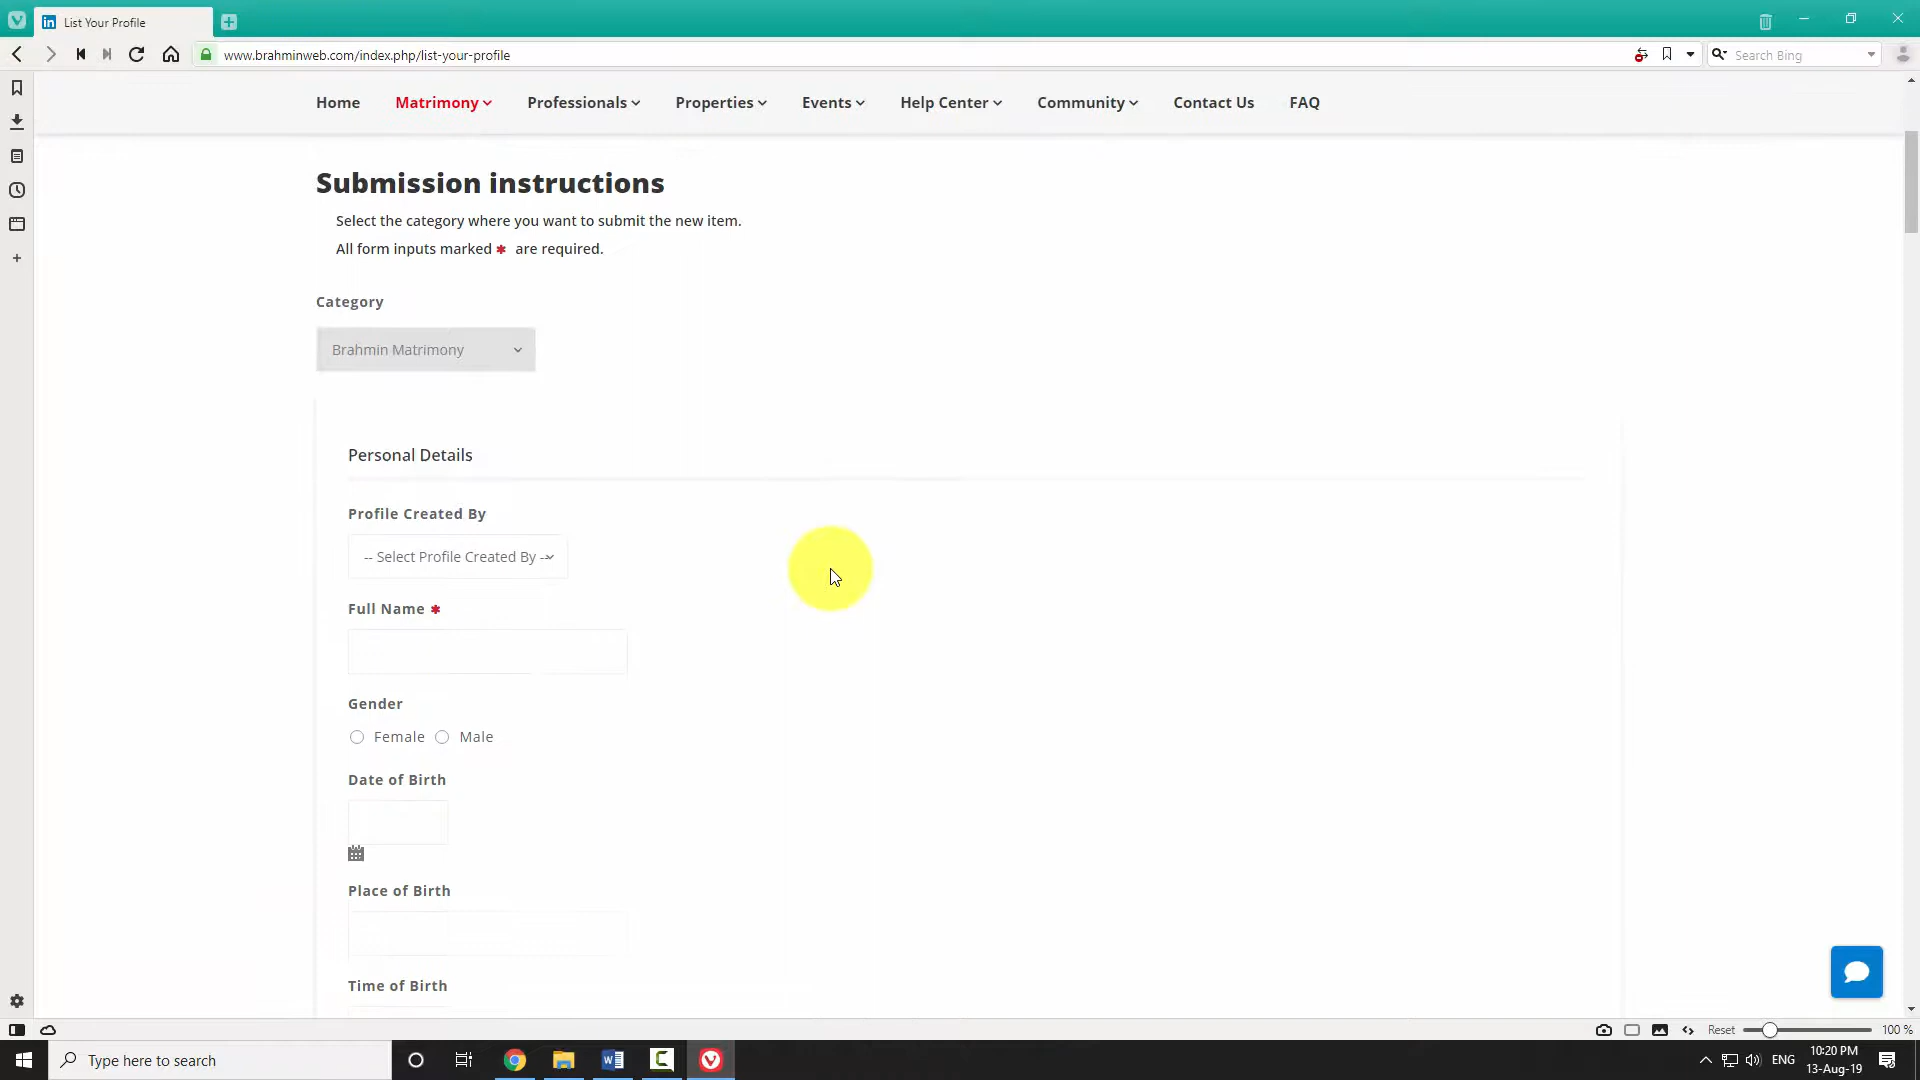 List Your Profile
www.brahminweb.com/index.php/list-your-profile
Search Bing
Home Matrimony Professionals Properties Events Help Center Community Contact Us FAQ
Submission instructions
Select the category where you want to submit the new item.
All form inputs marked * are required.
Category
Brahmin Matrimony
Personal Details
Profile Created By
-- Select Profile Created By --
Full Name *
Gender
Female Male
Date of Birth
Place of Birth
Time of Birth
Reset 100 %
Type here to search
ENG
10:20 PM
13-Aug-19